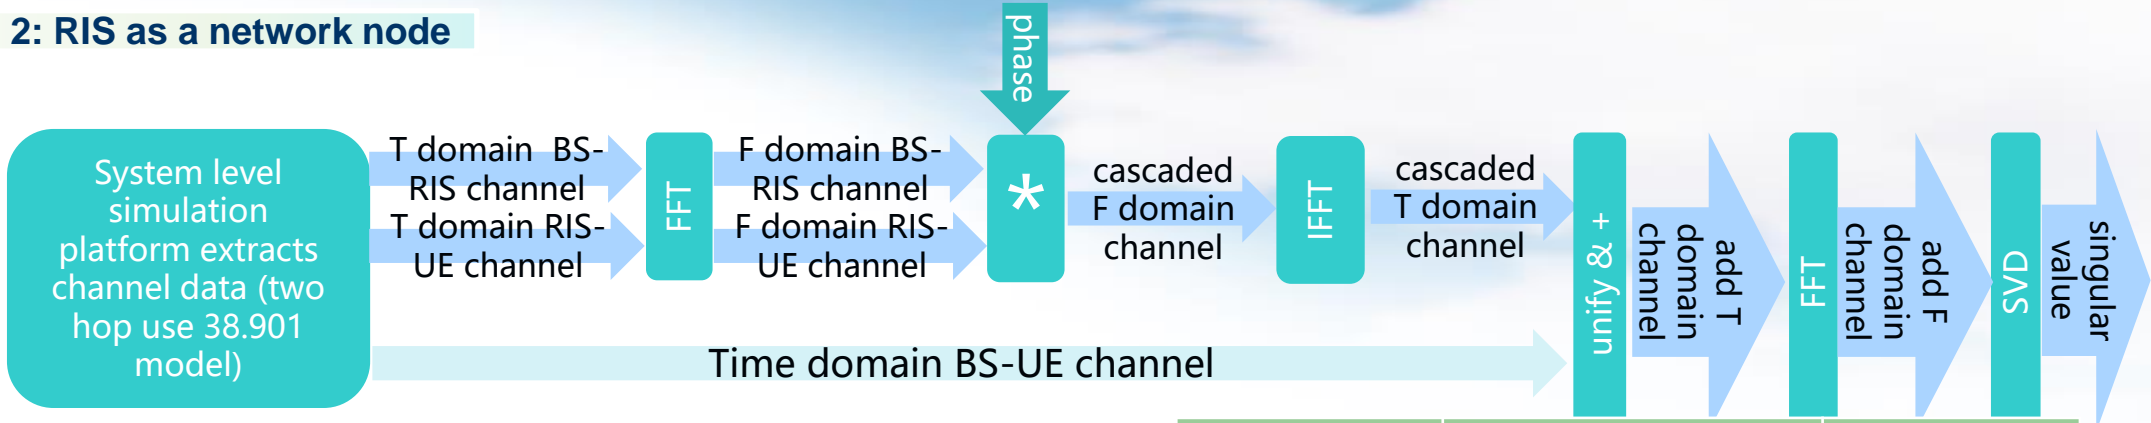 2: RIS as a network node
phase
System level
simulation
platform extracts
channel data (two
hop use 38.901
model)
T domain BS-
RIS channel
T domain RIS-
UE channel
FFT
F domain BS-
RIS channel
F domain RIS-
UE channel
*
cascaded
F domain
channel
IFFT
cascaded
T domain
channel
Time domain BS-UE channel
unify & +
add T
domain
channel
FFT
add F
domain
channel
SVD
singular
value